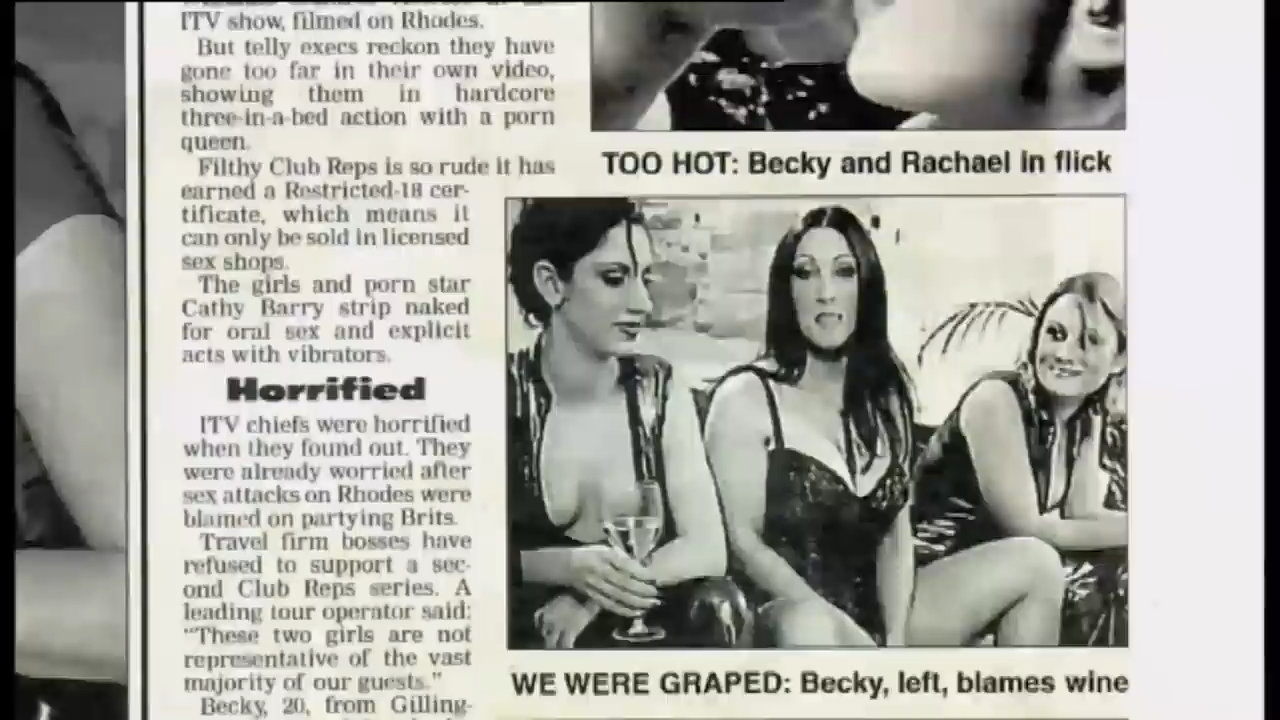 ITV show, filmed on Rhodes.
But telly execs reckon they have
gone too far in their own video,
showing them in hardcore
three-in-a-bed action with a porn
queen.
Filthy Club Reps is so rude it has
earned a Restricted-18 cer-
tificate, which means it
can only be sold in licensed
sex shops.
The girls and porn star
Cathy Barry strip naked
for oral sex and explicit
acts with vibrators.
Horrified
ITV chiefs were horrified
when they found out. They
were already worried after
sex attacks on Rhodes were
blamed on partying Brits.
Travel firm bosses have
refused to support a sec-
ond Club Reps series. A
leading tour operator said:
"These two girls are not
representative of the vast
majority of our guests."
Becky, 20, from Gilling-
TOO HOT: Becky and Rachael in flick
WE WERE GRAPED: Becky, left, blames wine